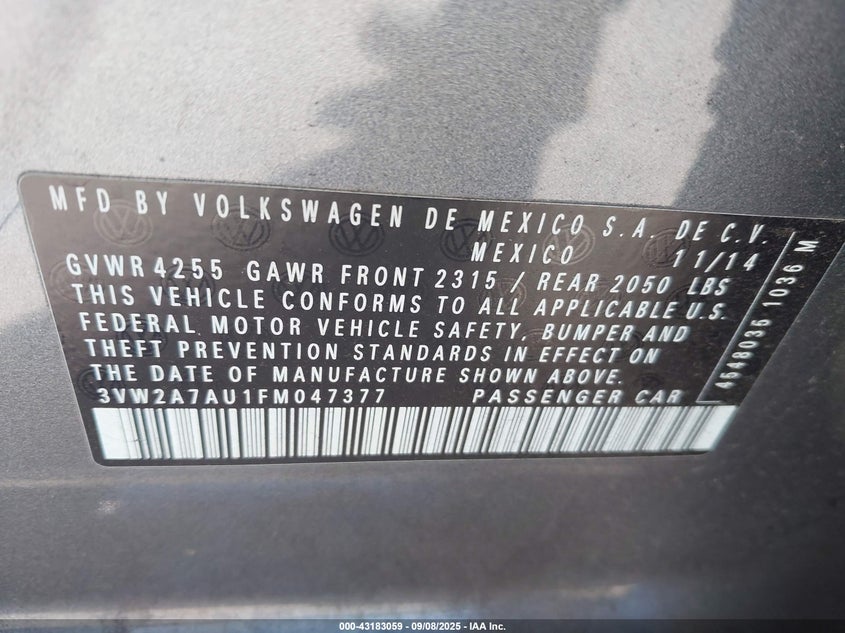 MFD BY VOLKSWAGEN DE MEXICO S.A. DE C.V.
MEXICO 11/14
GVWR 4255 GAWR FRONT 2315 / REAR 2050 LBS
THIS VEHICLE CONFORMS TO ALL APPLICABLE U.S.
FEDERAL MOTOR VEHICLE SAFETY, BUMPER AND
THEFT PREVENTION STANDARDS IN EFFECT ON
THE DATE OF MANUFACTURE SHOWN ABOVE.
3VW2A7AU1FM047377 PASSENGER CAR
4548036 1036 M
000-43183059 - 09/08/2025 - IAA Inc.